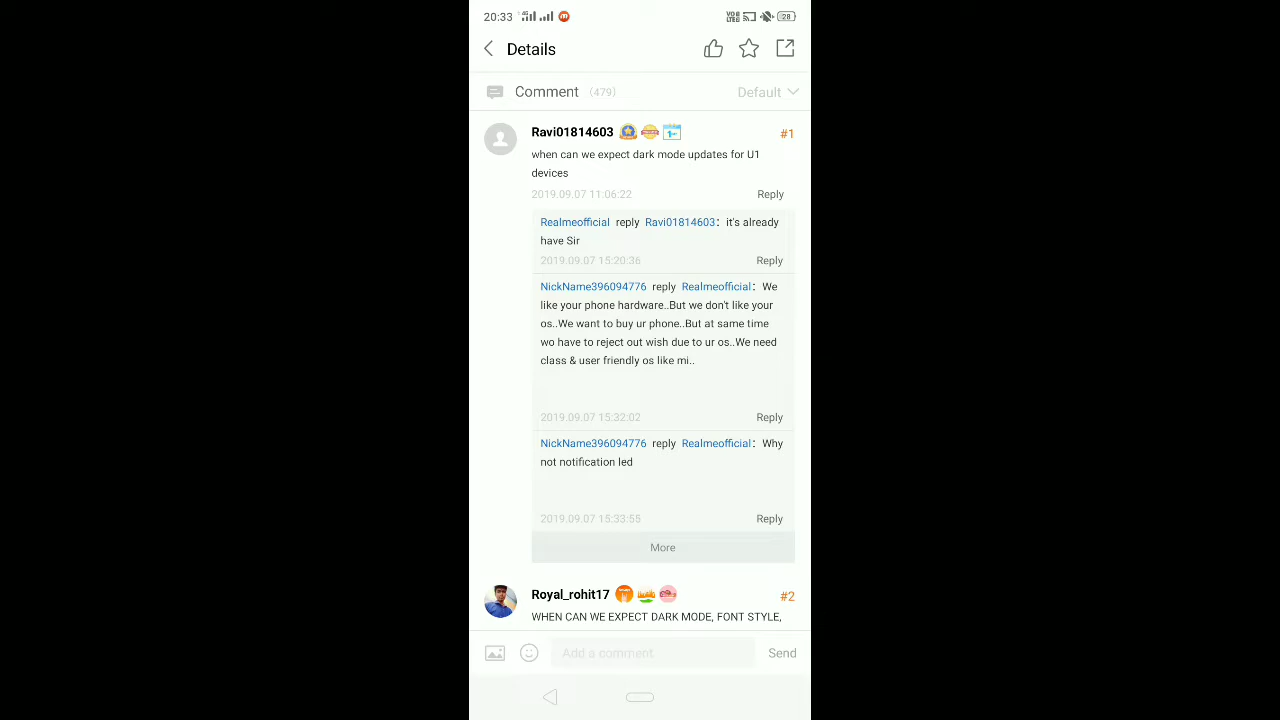 20:33 28
Details
Comment (479) Default
Ravi01814603 #1
when can we expect dark mode updates for U1
devices
2019.09.07 11:06:22 Reply
Realmeofficial reply Ravi01814603: it's already
have Sir
2019.09.07 15:20:36 Reply
NickName396094776 reply Realmeofficial: We
like your phone hardware..But we don't like your
os..We want to buy ur phone..But at same time
wo have to reject out wish due to ur os..We need
class & user friendly os like mi..
2019.09.07 15:32:02 Reply
NickName396094776 reply Realmeofficial: Why
not notification led
2019.09.07 15:33:55 Reply
More
Royal_rohit17 #2
WHEN CAN WE EXPECT DARK MODE, FONT STYLE,
Add a comment Send